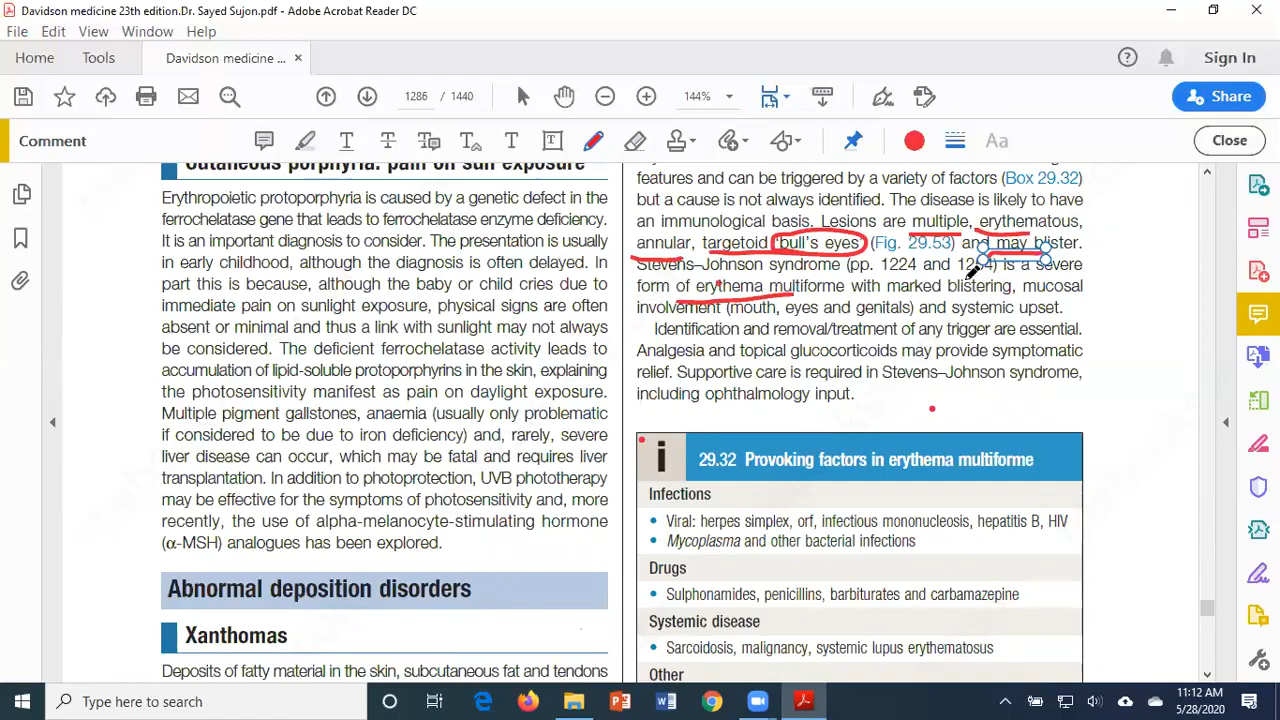 Davidson medicine 23th edition.Dr. Sayed Sujon.pdf - Adobe Acrobat Reader DC
File Edit View Window Help
Home Tools Davidson medicine ... × Sign In
1286 / 1440 144% Share
Comment Close
Cutaneous porphyria: pain on sun exposure
Erythropoietic protoporphyria is caused by a genetic defect in the
ferrochelatase gene that leads to ferrochelatase enzyme deficiency.
It is an important diagnosis to consider. The presentation is usually
in early childhood, although the diagnosis is often delayed. In
part this is because, although the baby or child cries due to
immediate pain on sunlight exposure, physical signs are often
absent or minimal and thus a link with sunlight may not always
be considered. The deficient ferrochelatase activity leads to
accumulation of lipid-soluble protoporphyrins in the skin, explaining
the photosensitivity manifest as pain on daylight exposure.
Multiple pigment gallstones, anaemia (usually only problematic
if considered to be due to iron deficiency) and, rarely, severe
liver disease can occur, which may be fatal and requires liver
transplantation. In addition to photoprotection, UVB phototherapy
may be effective for the symptoms of photosensitivity and, more
recently, the use of alpha-melanocyte-stimulating hormone
(α-MSH) analogues has been explored.
Abnormal deposition disorders
Xanthomas
Deposits of fatty material in the skin, subcutaneous fat and tendons
features and can be triggered by a variety of factors (Box 29.32)
but a cause is not always identified. The disease is likely to have
an immunological basis. Lesions are multiple, erythematous,
annular, targetoid 'bull's eyes' (Fig. 29.53) and may blister.
Stevens–Johnson syndrome (pp. 1224 and 1254) is a severe
form of erythema multiforme with marked blistering, mucosal
involvement (mouth, eyes and genitals) and systemic upset.
Identification and removal/treatment of any trigger are essential.
Analgesia and topical glucocorticoids may provide symptomatic
relief. Supportive care is required in Stevens–Johnson syndrome,
including ophthalmology input.
i 29.32 Provoking factors in erythema multiforme
Infections
• Viral: herpes simplex, orf, infectious mononucleosis, hepatitis B, HIV
• Mycoplasma and other bacterial infections
Drugs
• Sulphonamides, penicillins, barbiturates and carbamazepine
Systemic disease
• Sarcoidosis, malignancy, systemic lupus erythematosus
Other
Type here to search
11:12 AM
5/28/2020